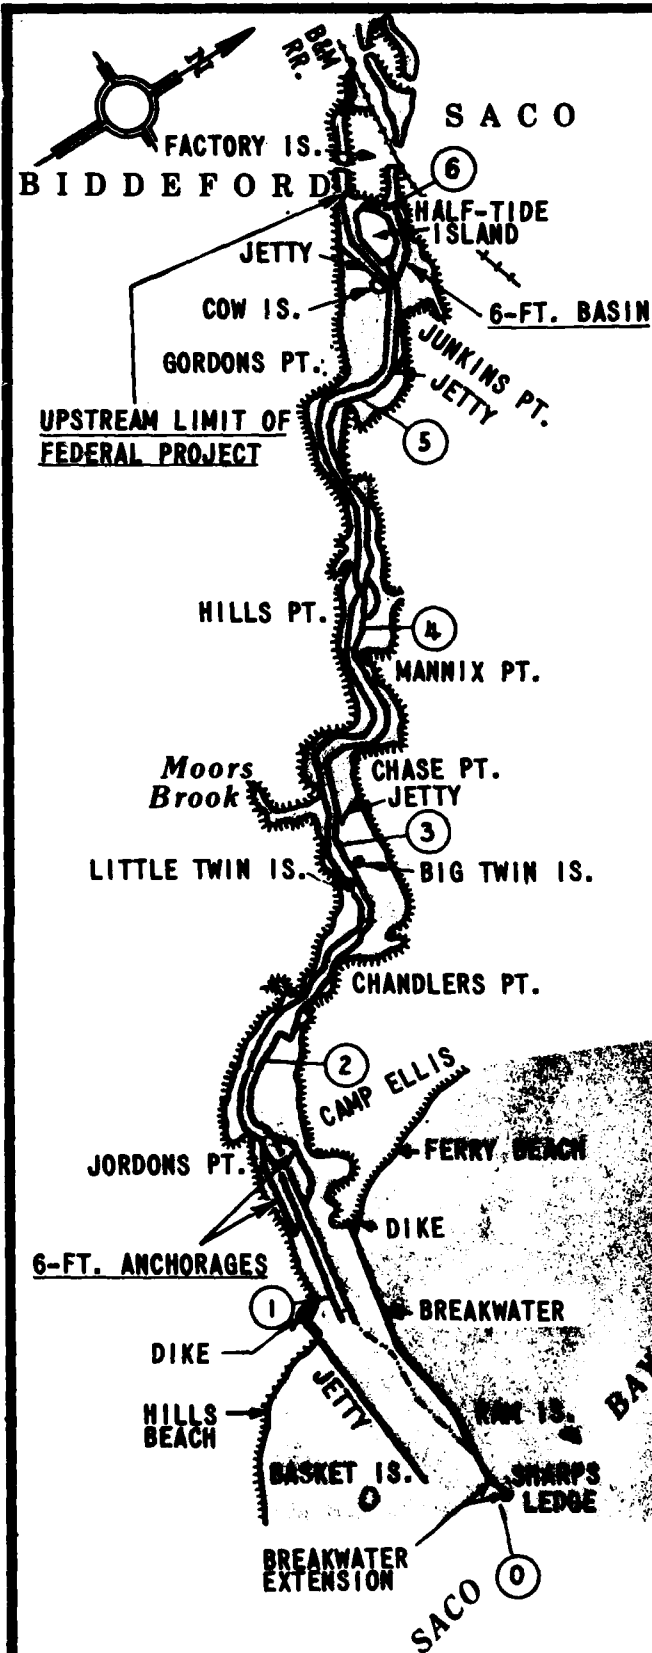 N
B&M
RR.
SACO
FACTORY IS.
BIDDEFORD
6
HALF-TIDE
ISLAND
JETTY
COW IS.
6-FT. BASIN
JUNKINS PT.
GORDONS PT.
JETTY
UPSTREAM LIMIT OF
FEDERAL PROJECT
5
HILLS PT.
4
MANNIX PT.
Moors
Brook
CHASE PT.
JETTY
3
LITTLE TWIN IS.
BIG TWIN IS.
CHANDLERS PT.
2
CAMP ELLIS
JORDONS PT.
FERRY BEACH
DIKE
6-FT. ANCHORAGES
1
BREAKWATER
DIKE
JETTY
HILLS
BEACH
RAM IS.
BAY
BASKET IS.
SHARPS
LEDGE
BREAKWATER
EXTENSION
0
SACO